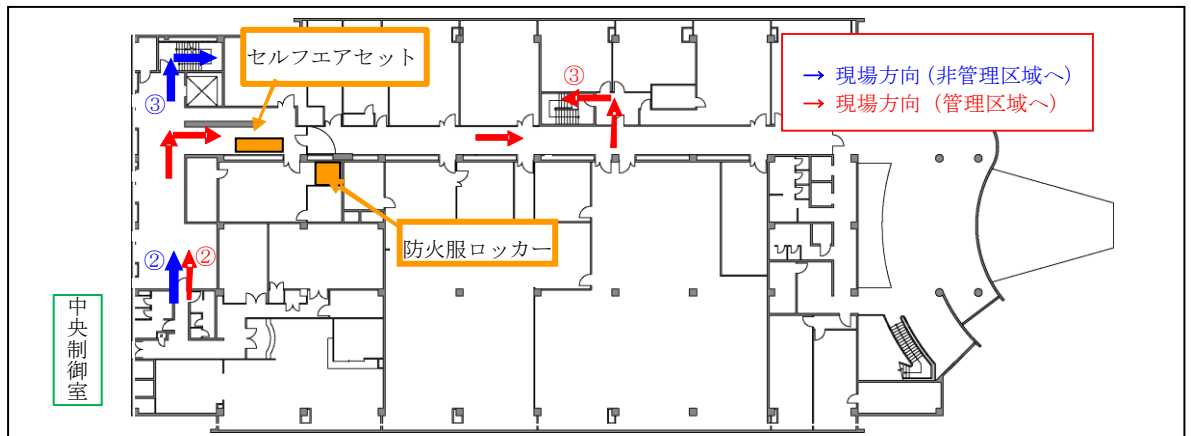 セルフエアセット
③
→ 現場方向 (非管理区域へ)
→ 現場方向 (管理区域へ)
③
防火服ロッカー
② ②
中央制御室